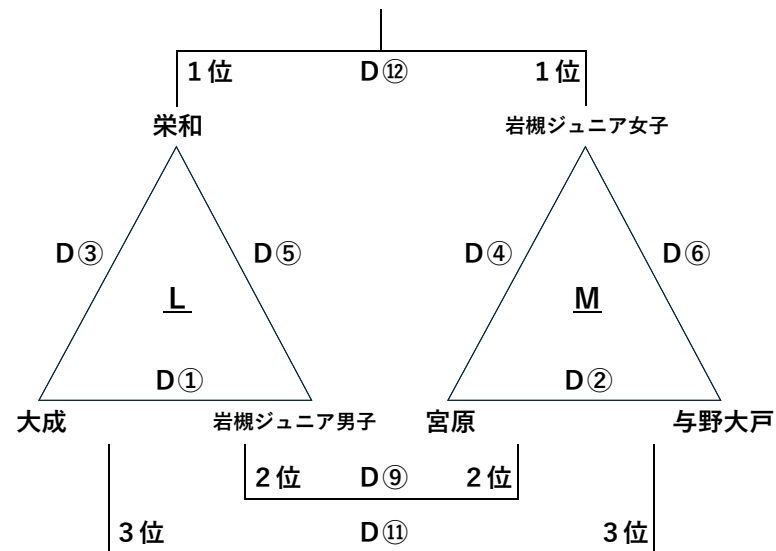 1位 D⑫ 1位
栄和 岩槻ジュニア女子
D③ D⑤ D④ D⑥
L M
D① D②
大成 岩槻ジュニア男子 宮原 与野大戸
2位 D⑨ 2位
3位 D⑪ 3位